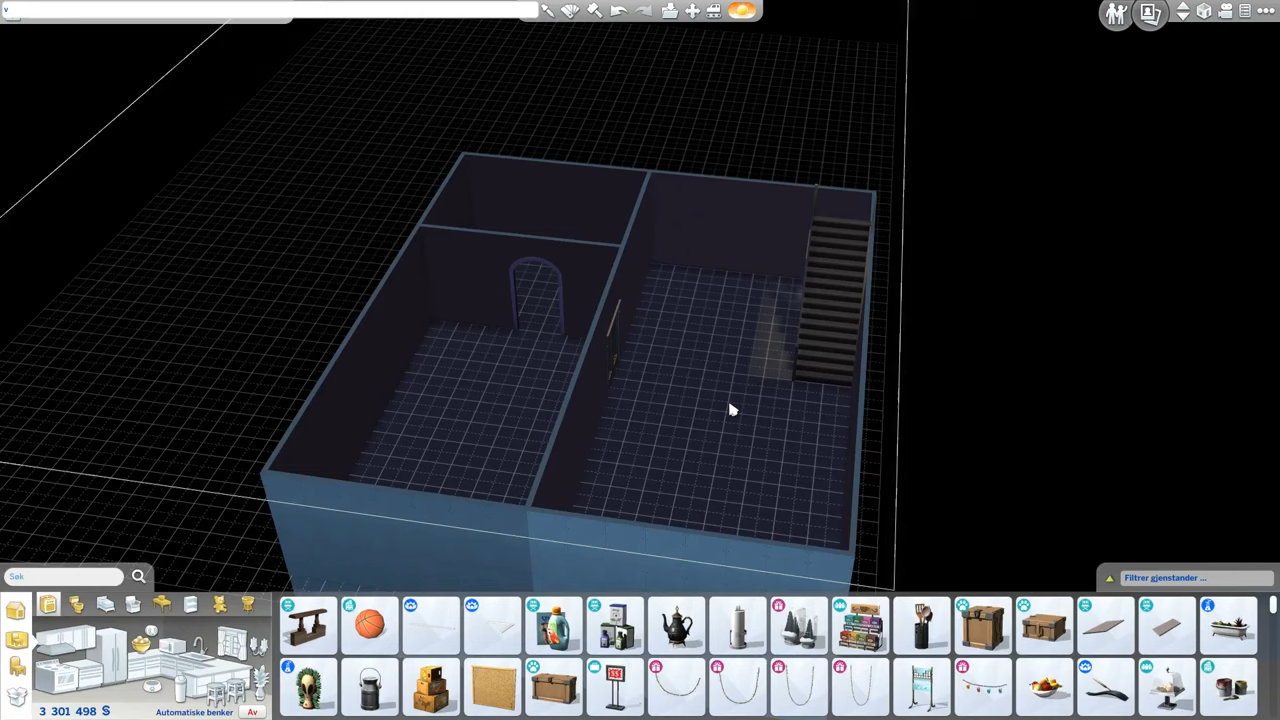 v
Søk
Filtrer gjenstander ...
$$$
3 301 498 §
Automatiske benker
Av